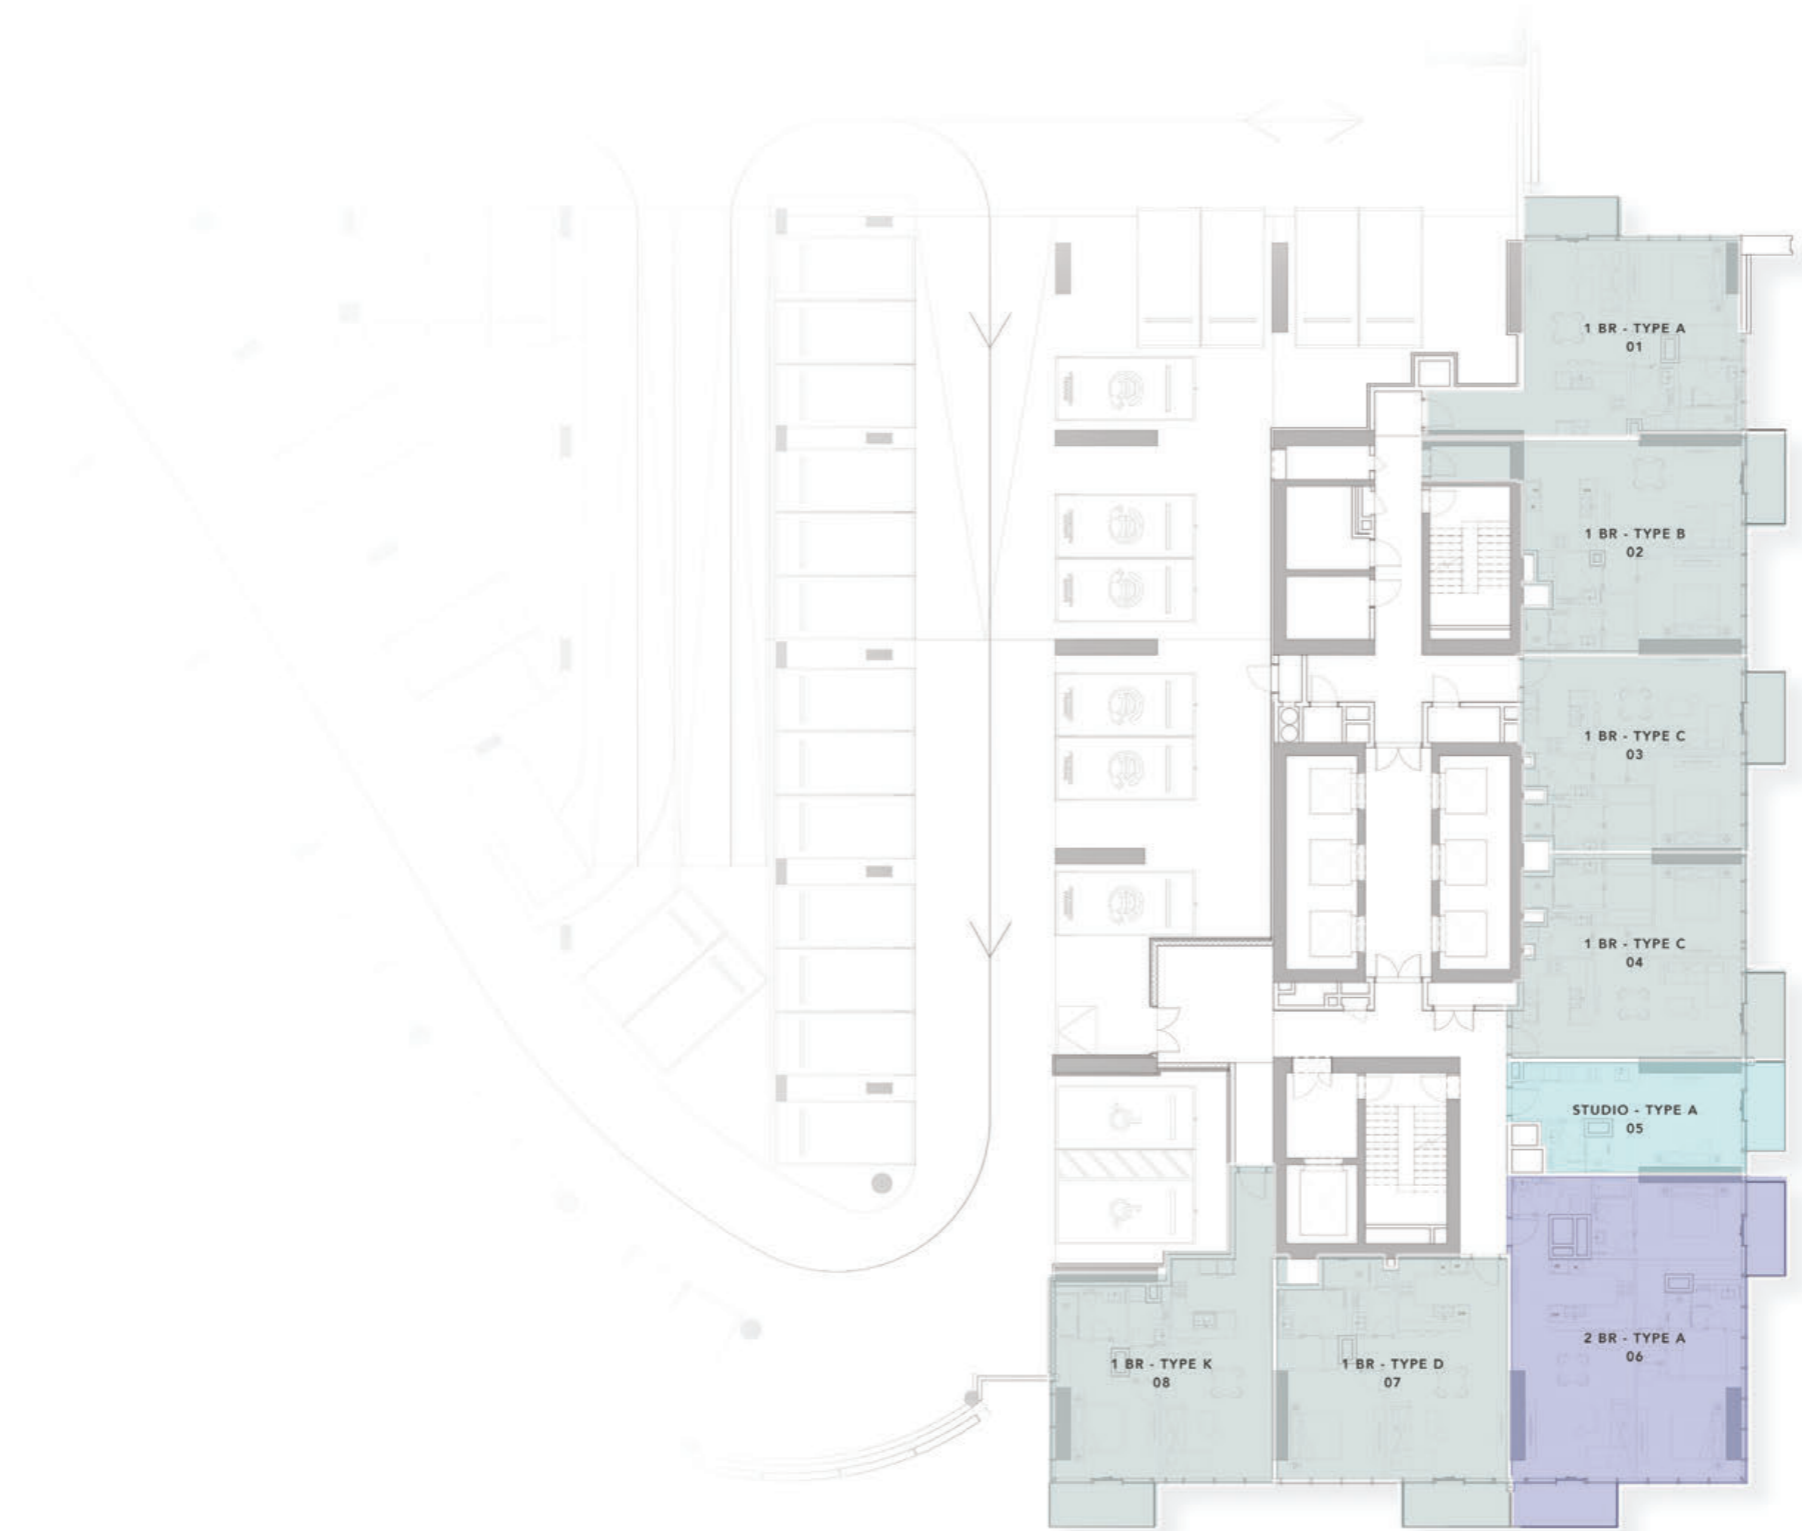 1 BR - TYPE A
01
1 BR - TYPE B
02
1 BR - TYPE C
03
1 BR - TYPE C
04
STUDIO - TYPE A
05
2 BR - TYPE A
06
1 BR - TYPE D
07
1 BR - TYPE K
08